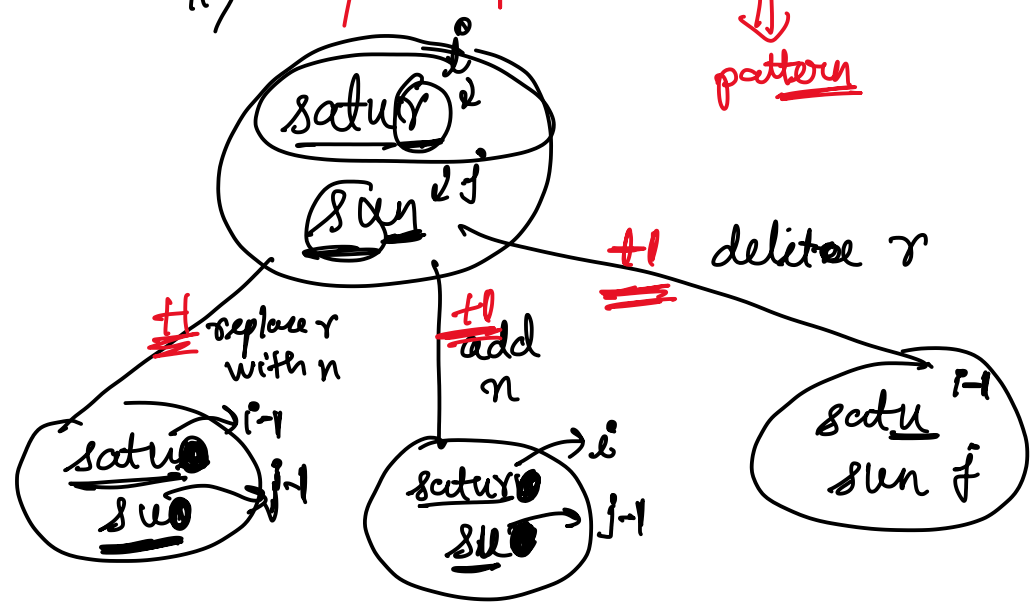 pattern
i
satur
j
sun
+1 delitee r
+1 replace r
with n
+1
add
n
i-1
satu
su
j-1
i
satur
su
j-1
i-1
satu
sun j